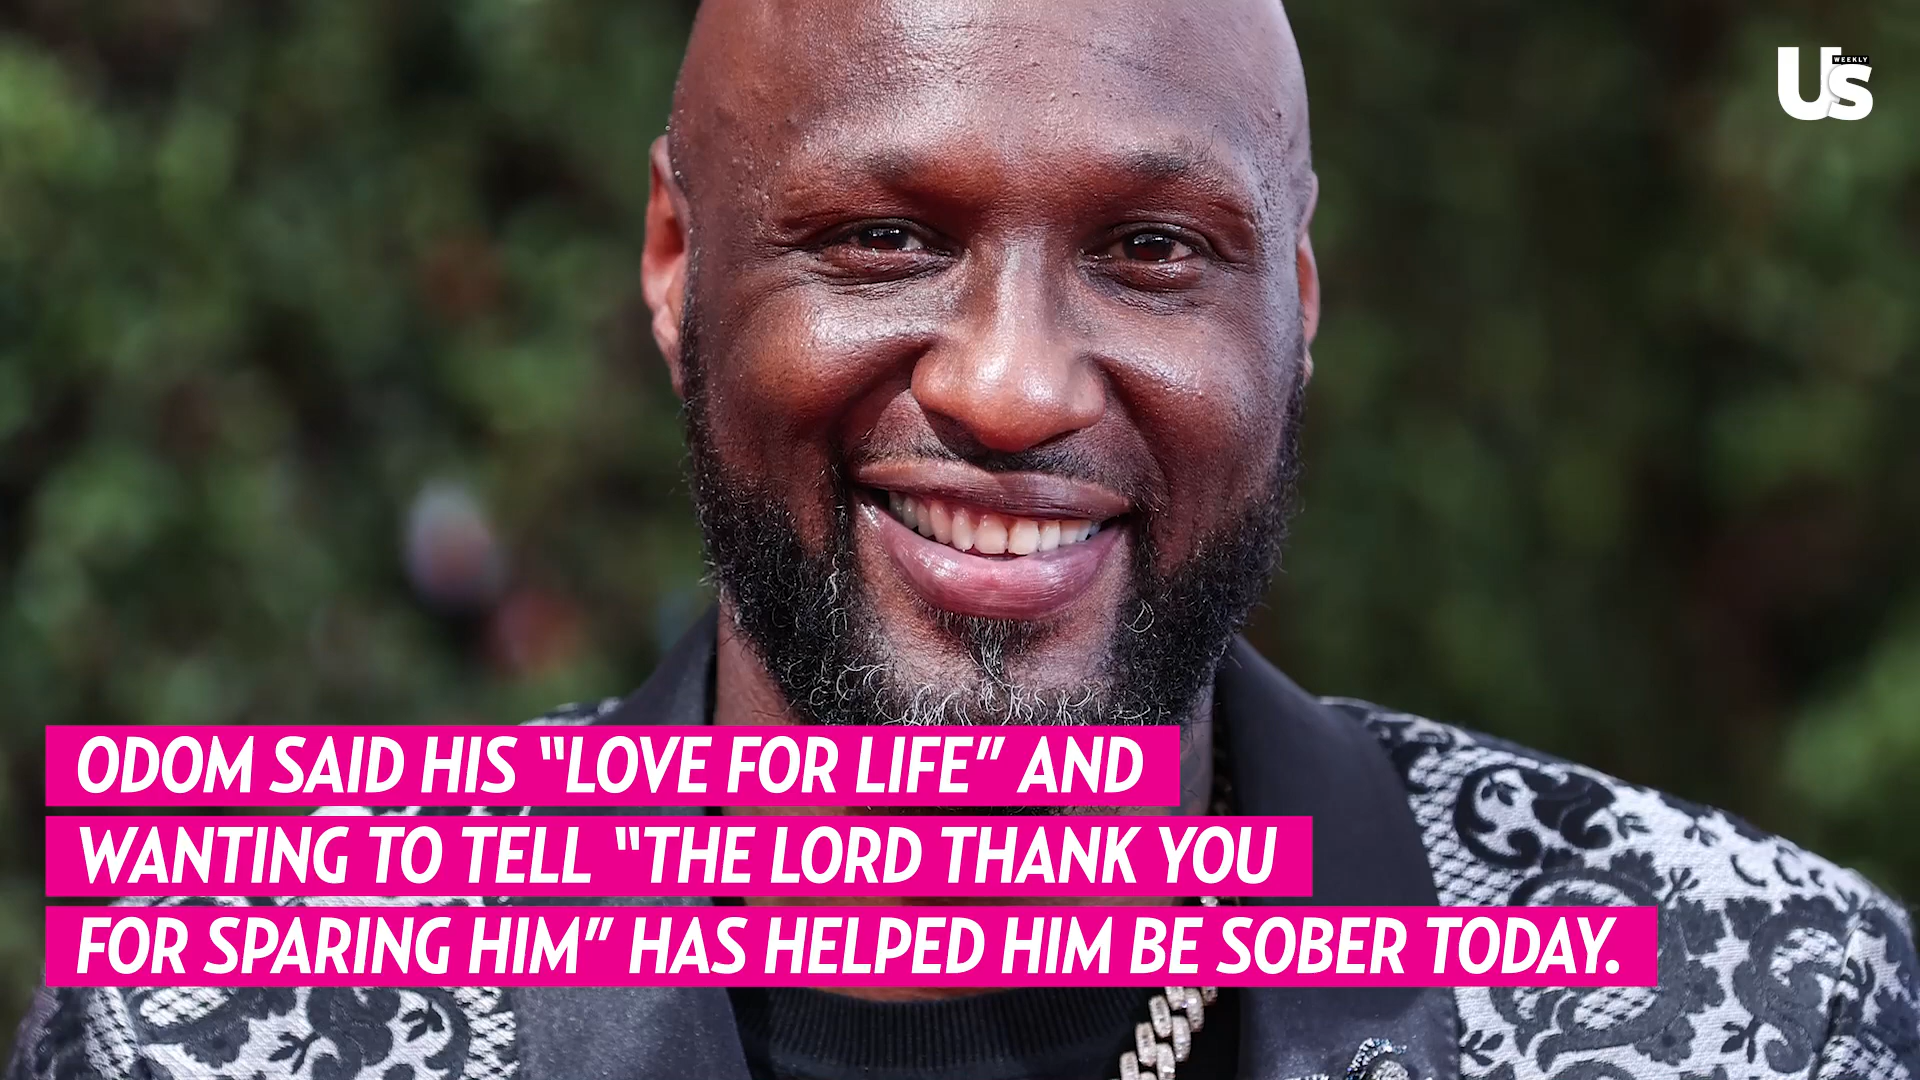 Us
WEEKLY
ODOM SAID HIS “LOVE FOR LIFE” AND
WANTING TO TELL “THE LORD THANK YOU
FOR SPARING HIM” HAS HELPED HIM BE SOBER TODAY.